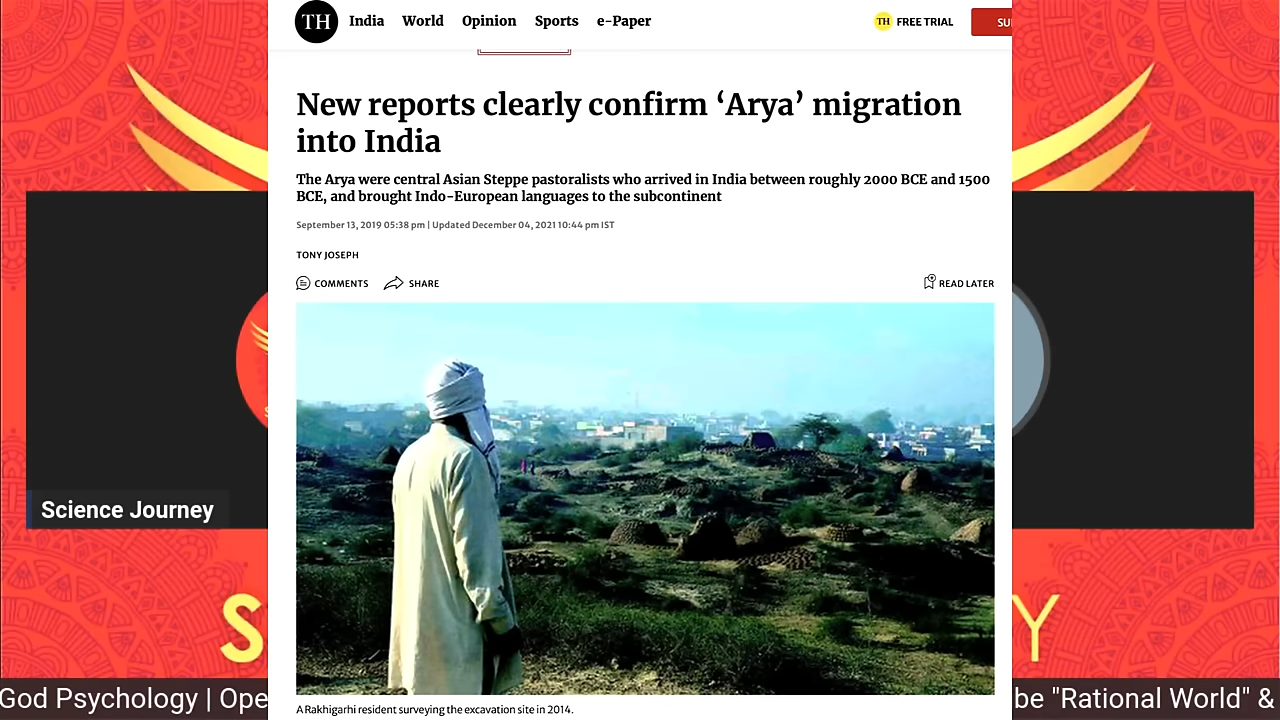 TH India World Opinion Sports e-Paper TH FREE TRIAL
New reports clearly confirm ‘Arya’ migration
into India
The Arya were central Asian Steppe pastoralists who arrived in India between roughly 2000 BCE and 1500
BCE, and brought Indo-European languages to the subcontinent
September 13, 2019 05:38 pm | Updated December 04, 2021 10:44 pm IST
TONY JOSEPH
COMMENTS SHARE READ LATER
Science Journey
S Y
God Psychology | Ope be "Rational World" &
A Rakhigarhi resident surveying the excavation site in 2014.